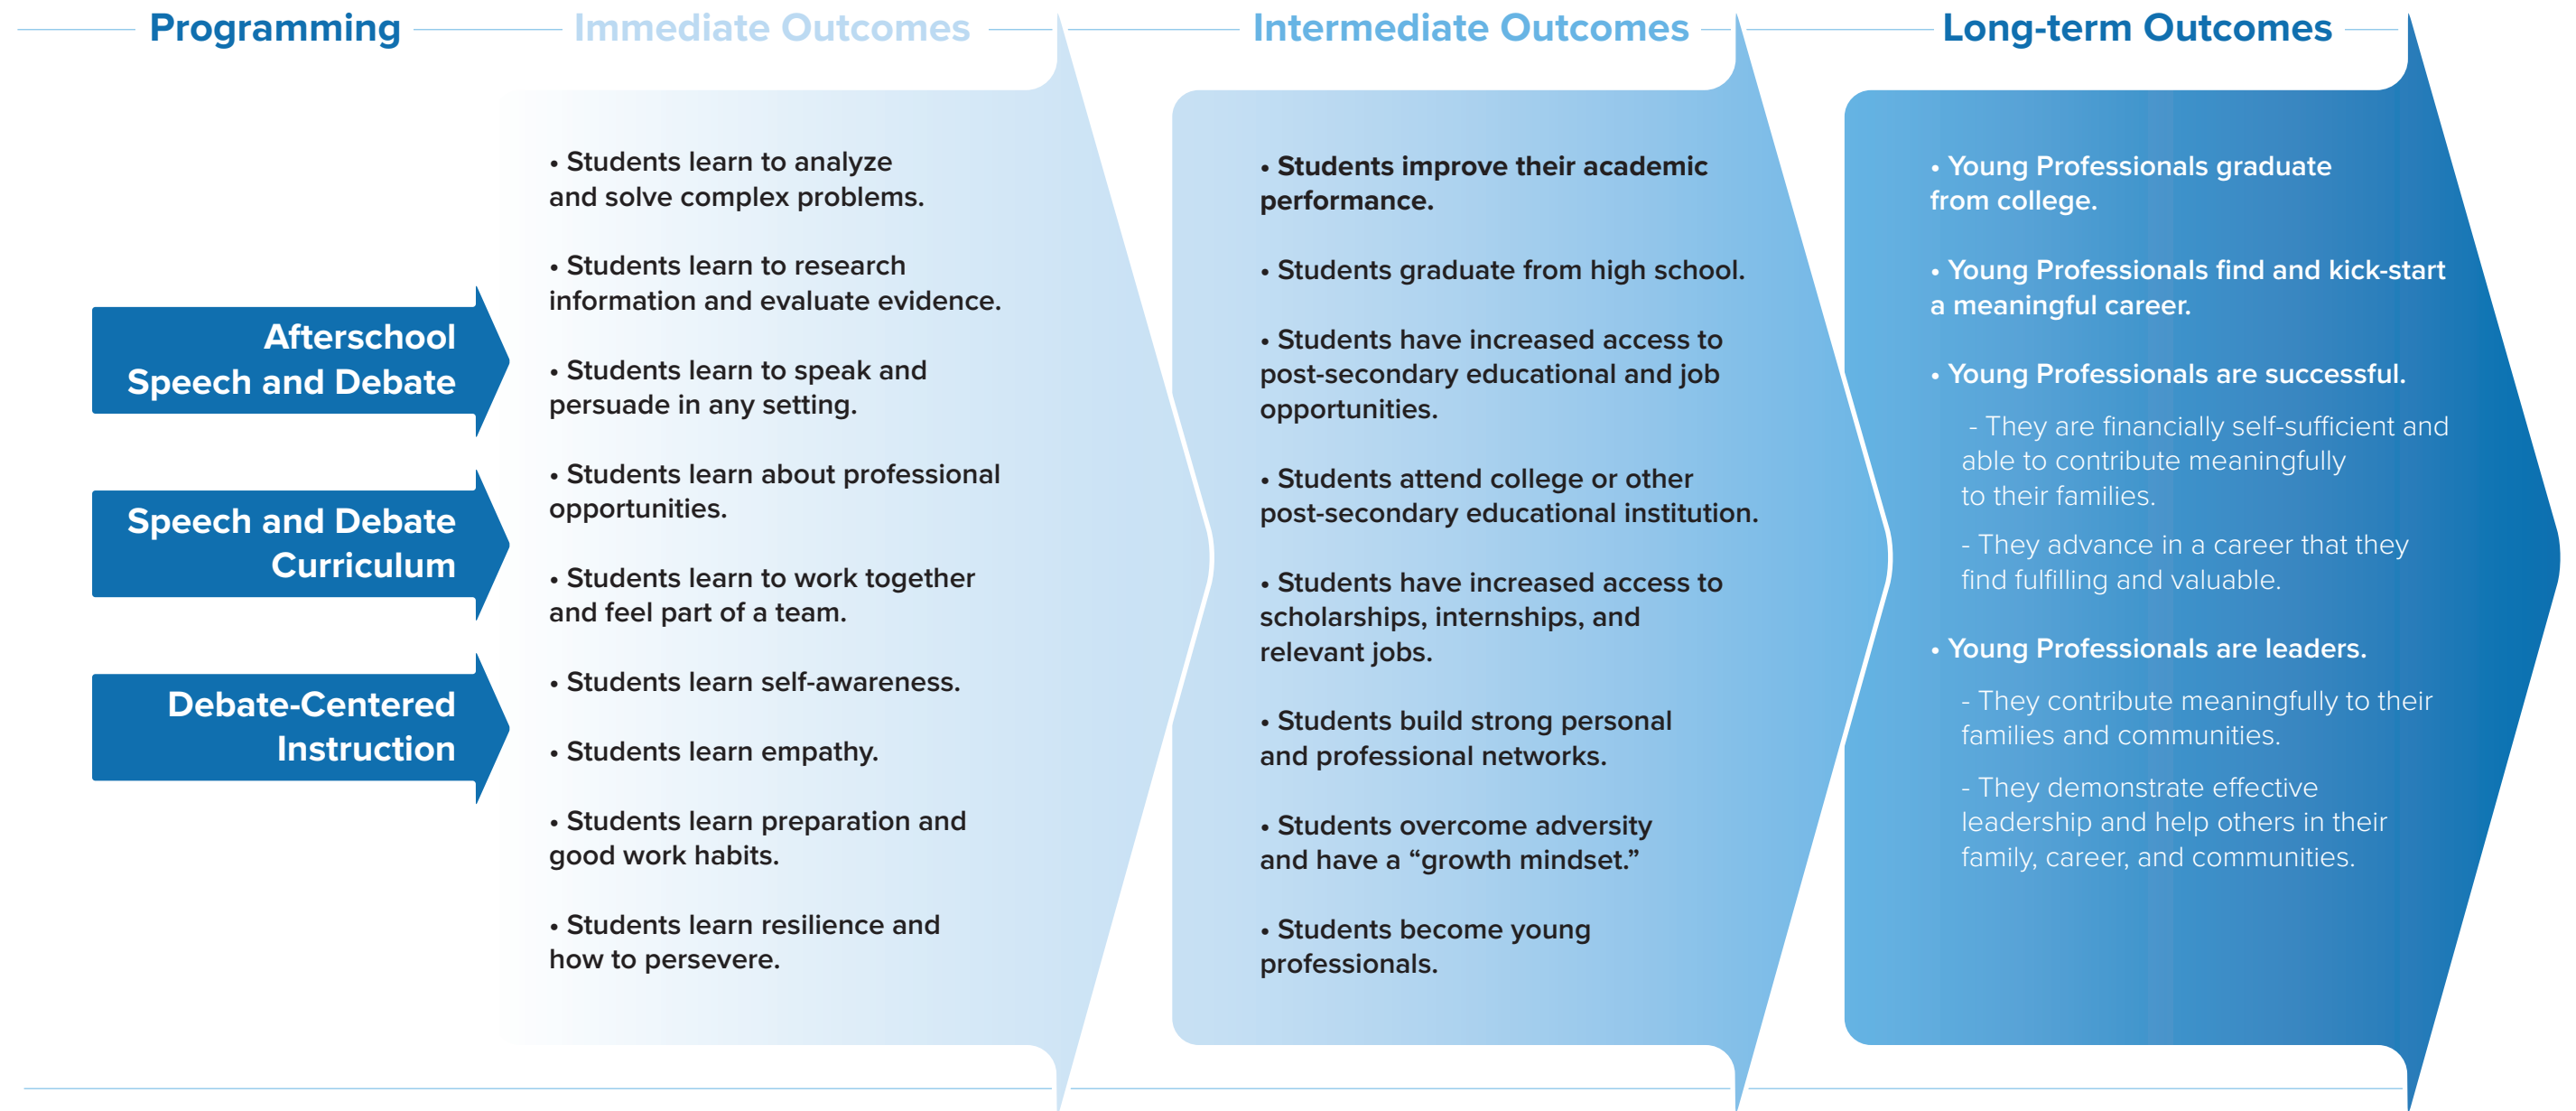 Programming
Immediate Outcomes
Intermediate Outcomes
Long-term Outcomes
Afterschool
Speech and Debate
Speech and Debate
Curriculum
Debate-Centered
Instruction
• Students learn to analyze
and solve complex problems.
• Students learn to research
information and evaluate evidence.
• Students learn to speak and
persuade in any setting.
• Students learn about professional
opportunities.
• Students learn to work together
and feel part of a team.
• Students learn self-awareness.
• Students learn empathy.
• Students learn preparation and
good work habits.
• Students learn resilience and
how to persevere.
• Students improve their academic
performance.
• Students graduate from high school.
• Students have increased access to
post-secondary educational and job
opportunities.
• Students attend college or other
post-secondary educational institution.
• Students have increased access to
scholarships, internships, and
relevant jobs.
• Students build strong personal
and professional networks.
• Students overcome adversity
and have a “growth mindset.”
• Students become young
professionals.
• Young Professionals graduate
from college.
• Young Professionals find and kick-start
a meaningful career.
• Young Professionals are successful.
- They are financially self-sufficient and
able to contribute meaningfully
to their families.
- They advance in a career that they
find fulfilling and valuable.
• Young Professionals are leaders.
- They contribute meaningfully to their
families and communities.
- They demonstrate effective
leadership and help others in their
family, career, and communities.